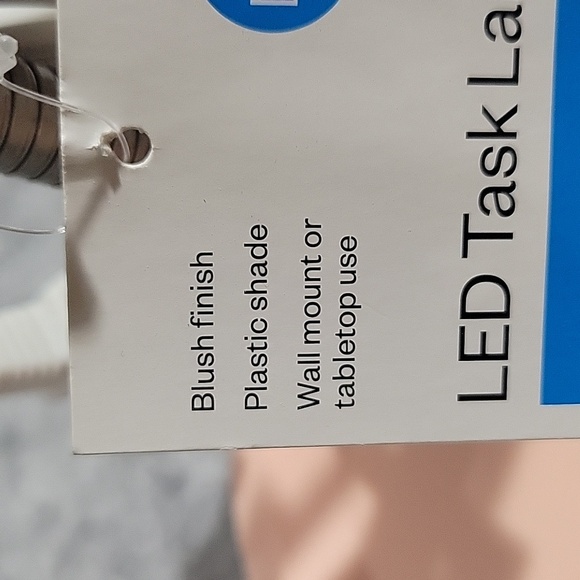 Blush finish
Plastic shade
Wall mount or
tabletop use
LED Task La